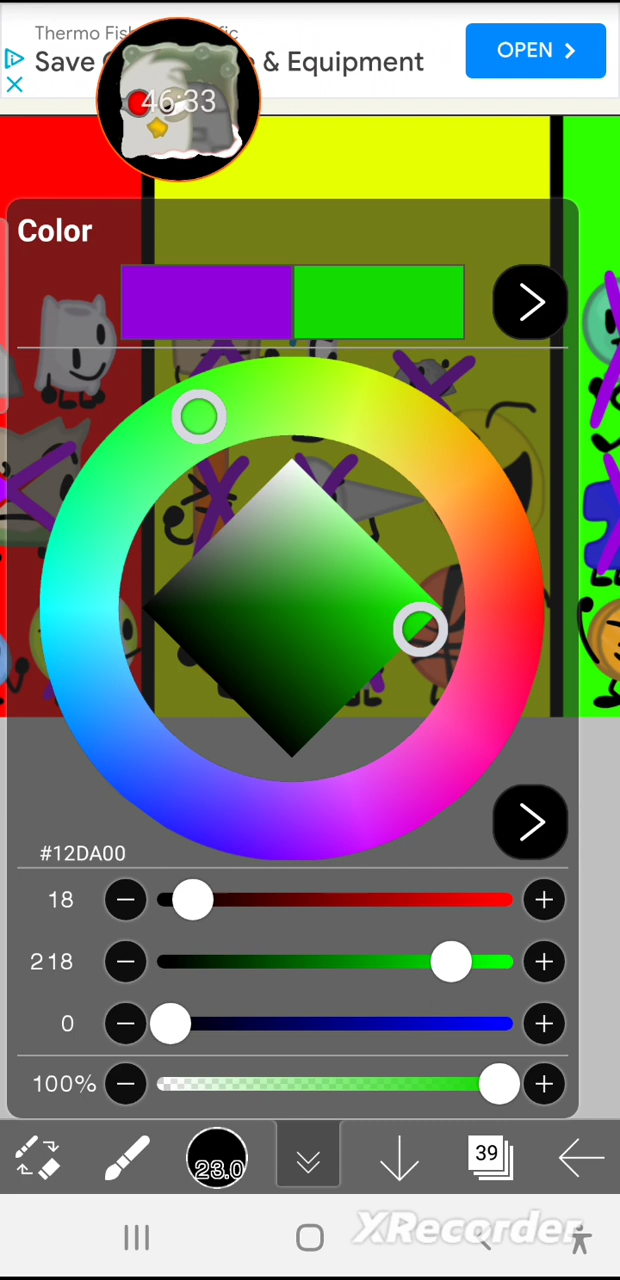 Thermo Fis
Save & Equipment
OPEN
46:33
Color
#12DA00
18
218
0
100%
23.0
39
XRecorder